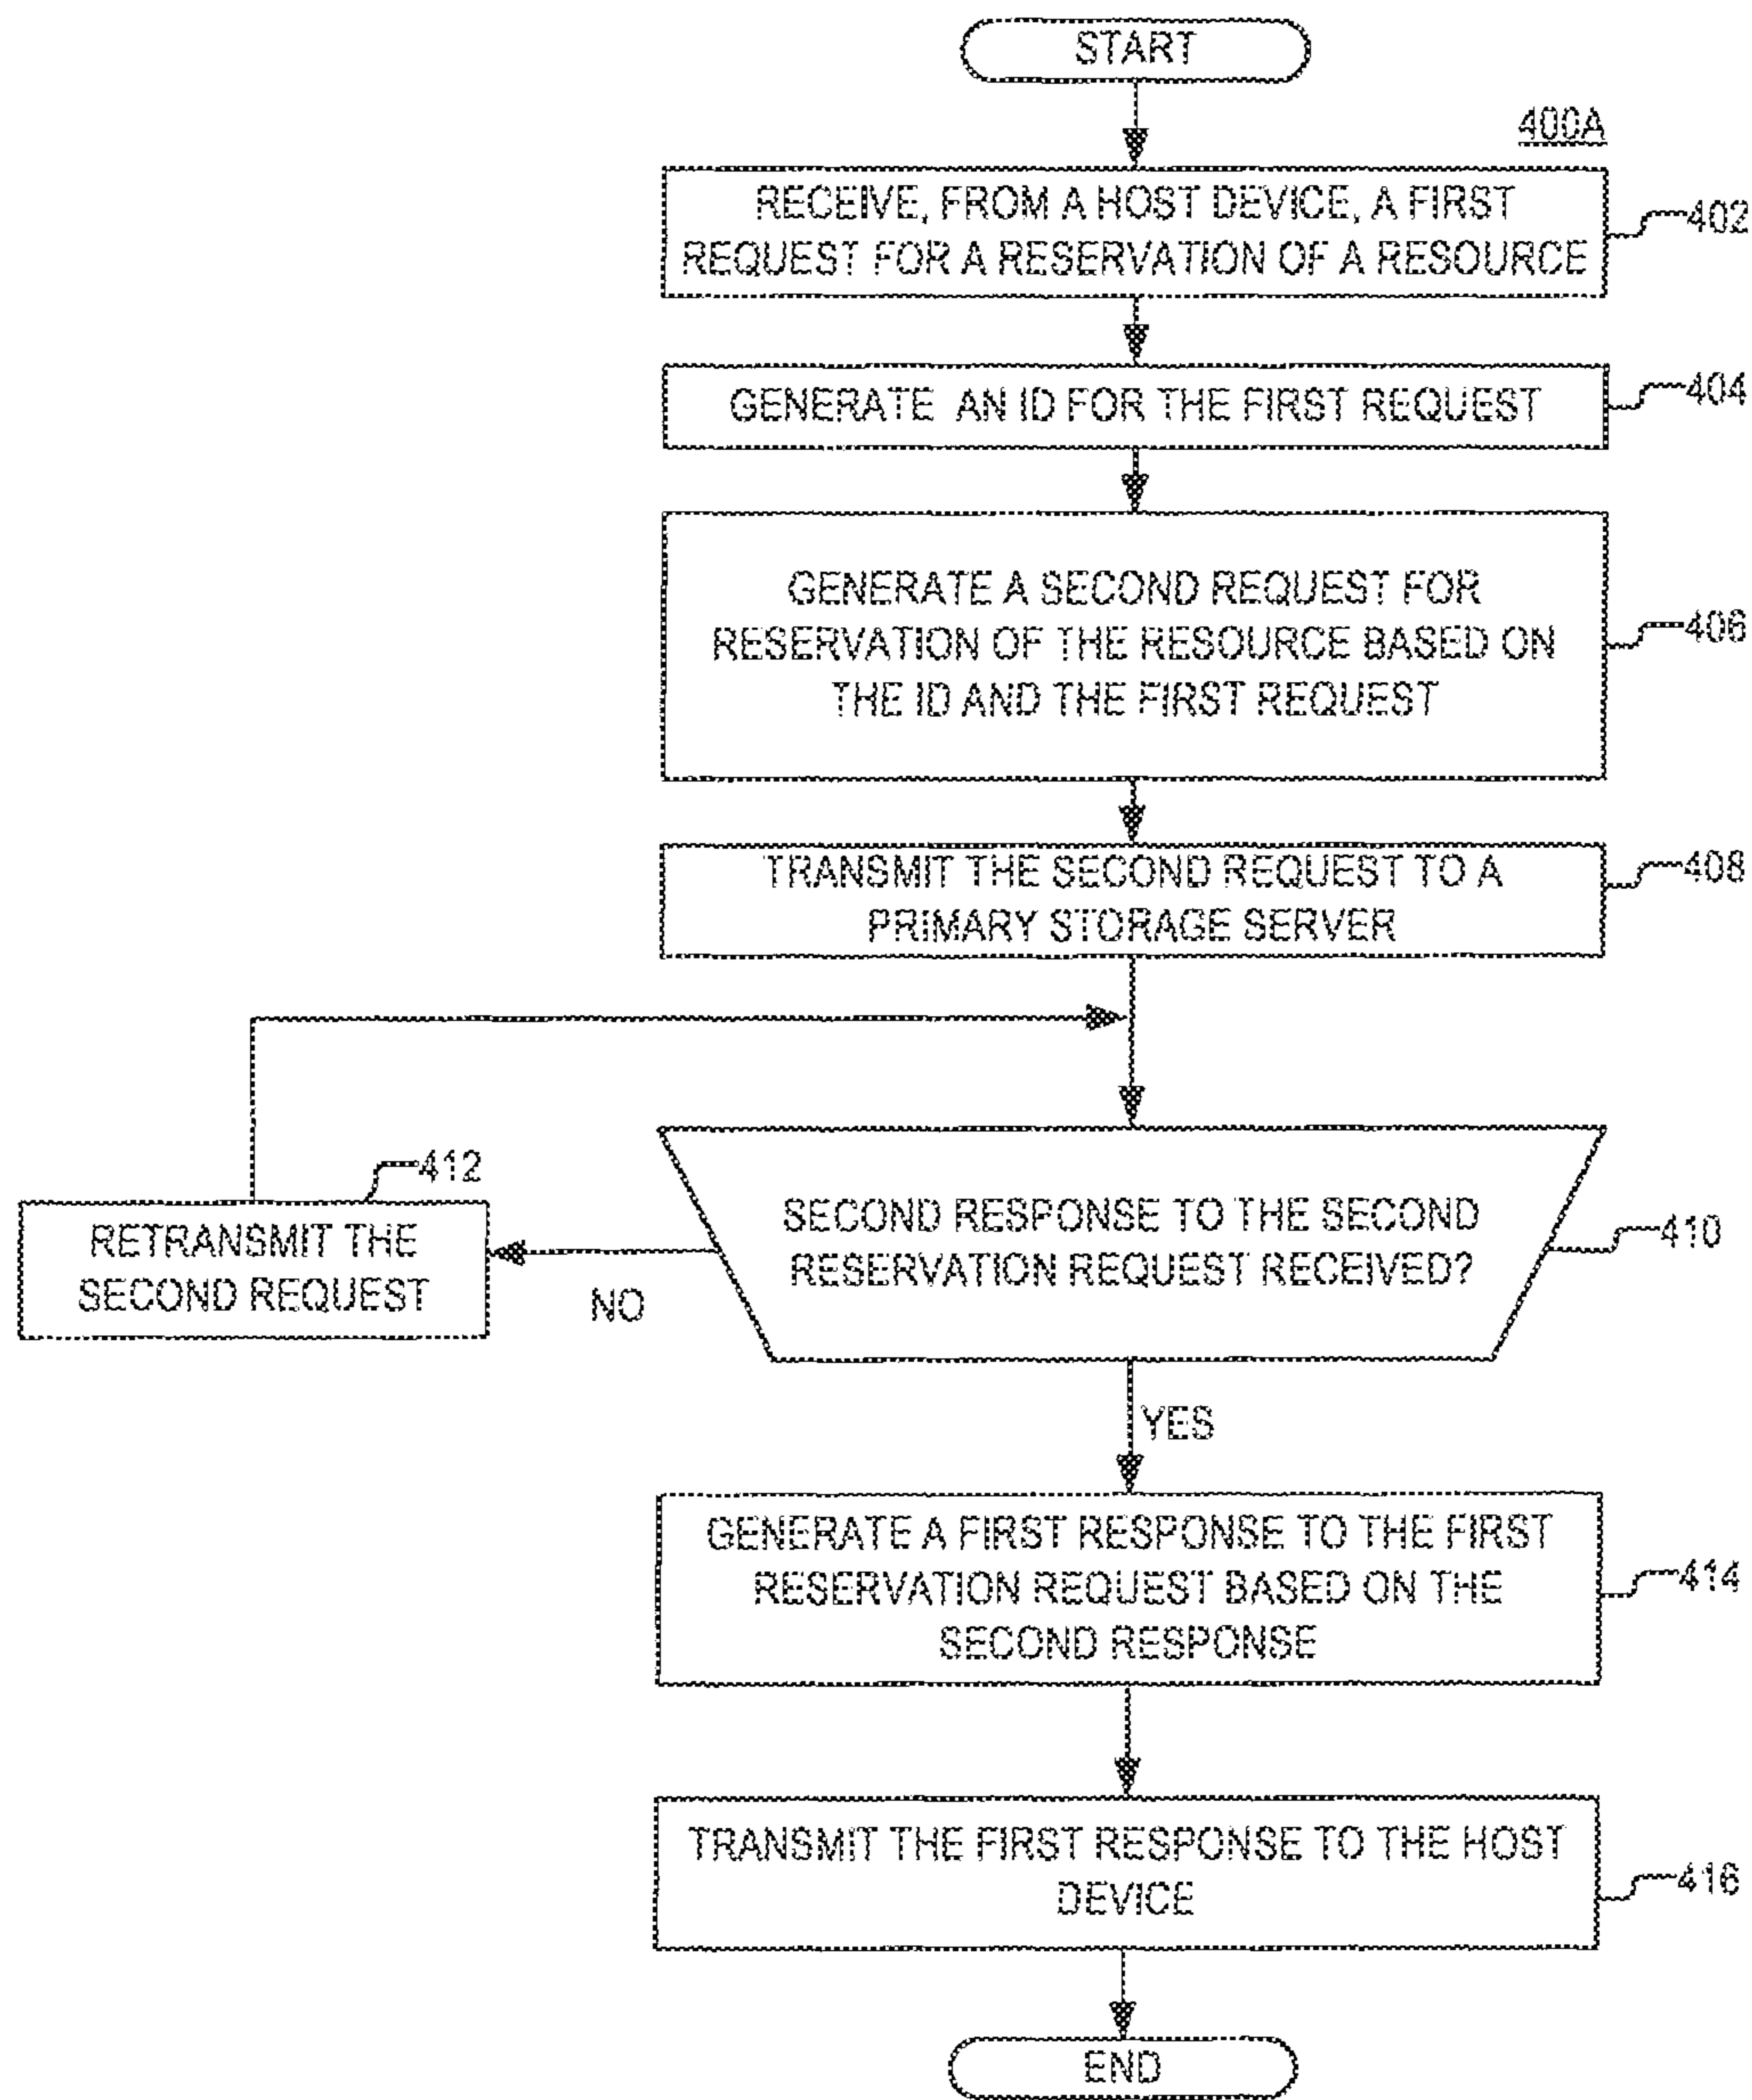 START
400A
RECEIVE, FROM A HOST DEVICE, A FIRST
REQUEST FOR A RESERVATION OF A RESOURCE
402
GENERATE AN ID FOR THE FIRST REQUEST
404
GENERATE A SECOND REQUEST FOR
RESERVATION OF THE RESOURCE BASED ON
THE ID AND THE FIRST REQUEST
406
TRANSMIT THE SECOND REQUEST TO A
PRIMARY STORAGE SERVER
408
412
RETRANSMIT THE
SECOND REQUEST
NO
SECOND RESPONSE TO THE SECOND
RESERVATION REQUEST RECEIVED?
410
YES
GENERATE A FIRST RESPONSE TO THE FIRST
RESERVATION REQUEST BASED ON THE
SECOND RESPONSE
414
TRANSMIT THE FIRST RESPONSE TO THE HOST
DEVICE
416
END